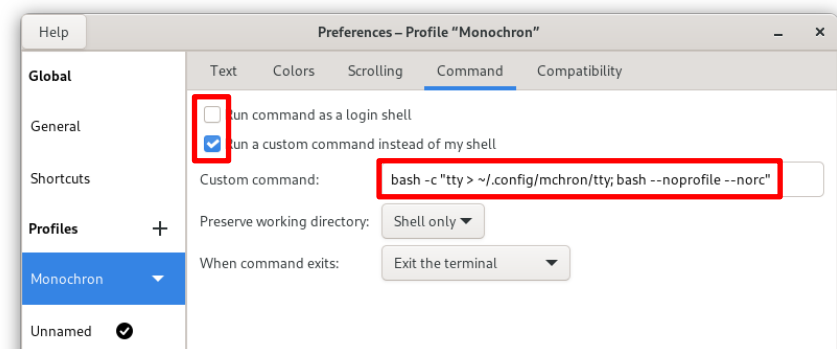 Help
Preferences – Profile “Monochron”
Global
Text Colors Scrolling Command Compatibility
General
Run command as a login shell
Run a custom command instead of my shell
Shortcuts
Custom command: bash -c "tty > ~/.config/mchron/tty; bash --noprofile --norc"
Profiles
Preserve working directory: Shell only
Monochron
When command exits: Exit the terminal
Unnamed